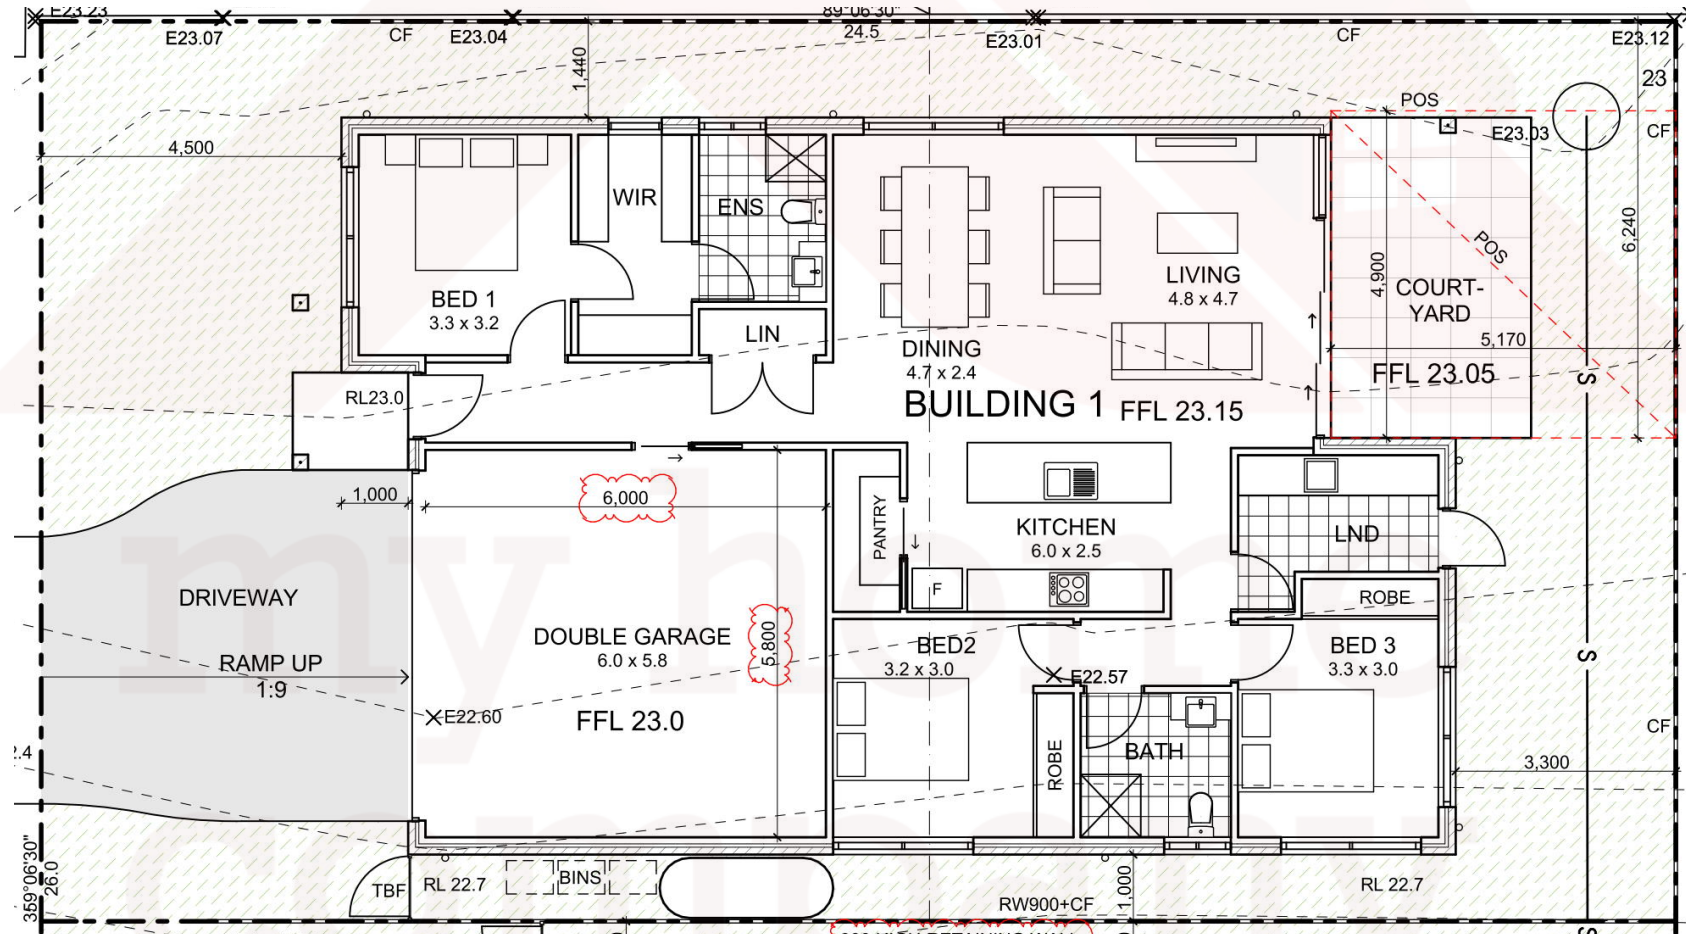 E23.23
89°06'30"
E23.07
CF
E23.04
24.5
E23.01
CF
E23.12
1,440
23
POS
E23.03
CF
4,500
WIR
ENS
6,240
POS
LIVING
4.8 x 4.7
4,900
COURT-
YARD
BED 1
3.3 x 3.2
LIN
DINING
4.7 x 2.4
5,170
FFL 23.05
S
RL23.0
BUILDING 1
FFL 23.15
1,000
6,000
PANTRY
KITCHEN
6.0 x 2.5
LND
F
ROBE
DRIVEWAY
DOUBLE GARAGE
6.0 x 5.8
5,800
BED2
3.2 x 3.0
BED 3
3.3 x 3.0
S
RAMP UP
1:9
E22.57
E22.60
FFL 23.0
ROBE
BATH
CF
2.4
3,300
359°06'30"
26.0
TBF
RL 22.7
BINS
1,000
RL 22.7
RW900+CF
S
my home